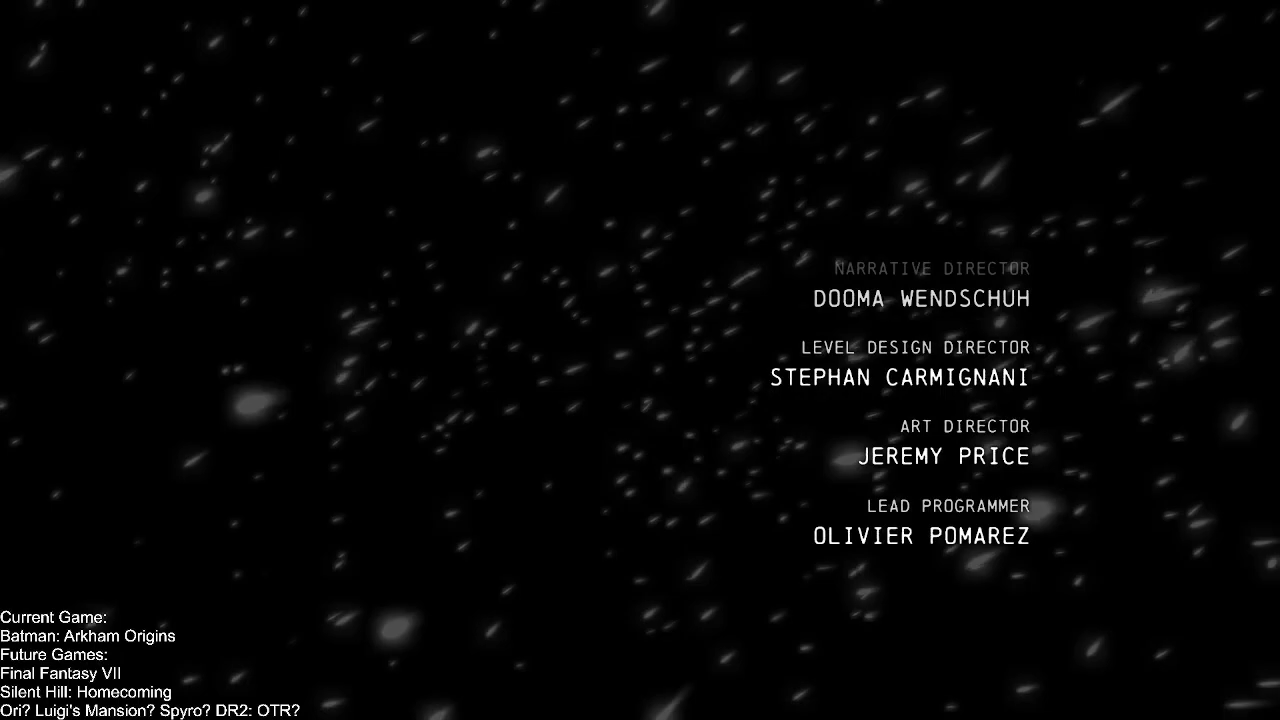 NARRATIVE DIRECTOR
DOOMA WENDSCHUH
LEVEL DESIGN DIRECTOR
STEPHAN CARMIGNANI
ART DIRECTOR
JEREMY PRICE
LEAD PROGRAMMER
OLIVIER POMAREZ
Current Game:
Batman: Arkham Origins
Future Games:
Final Fantasy VII
Silent Hill: Homecoming
Ori? Luigi's Mansion? Spyro? DR2: OTR?